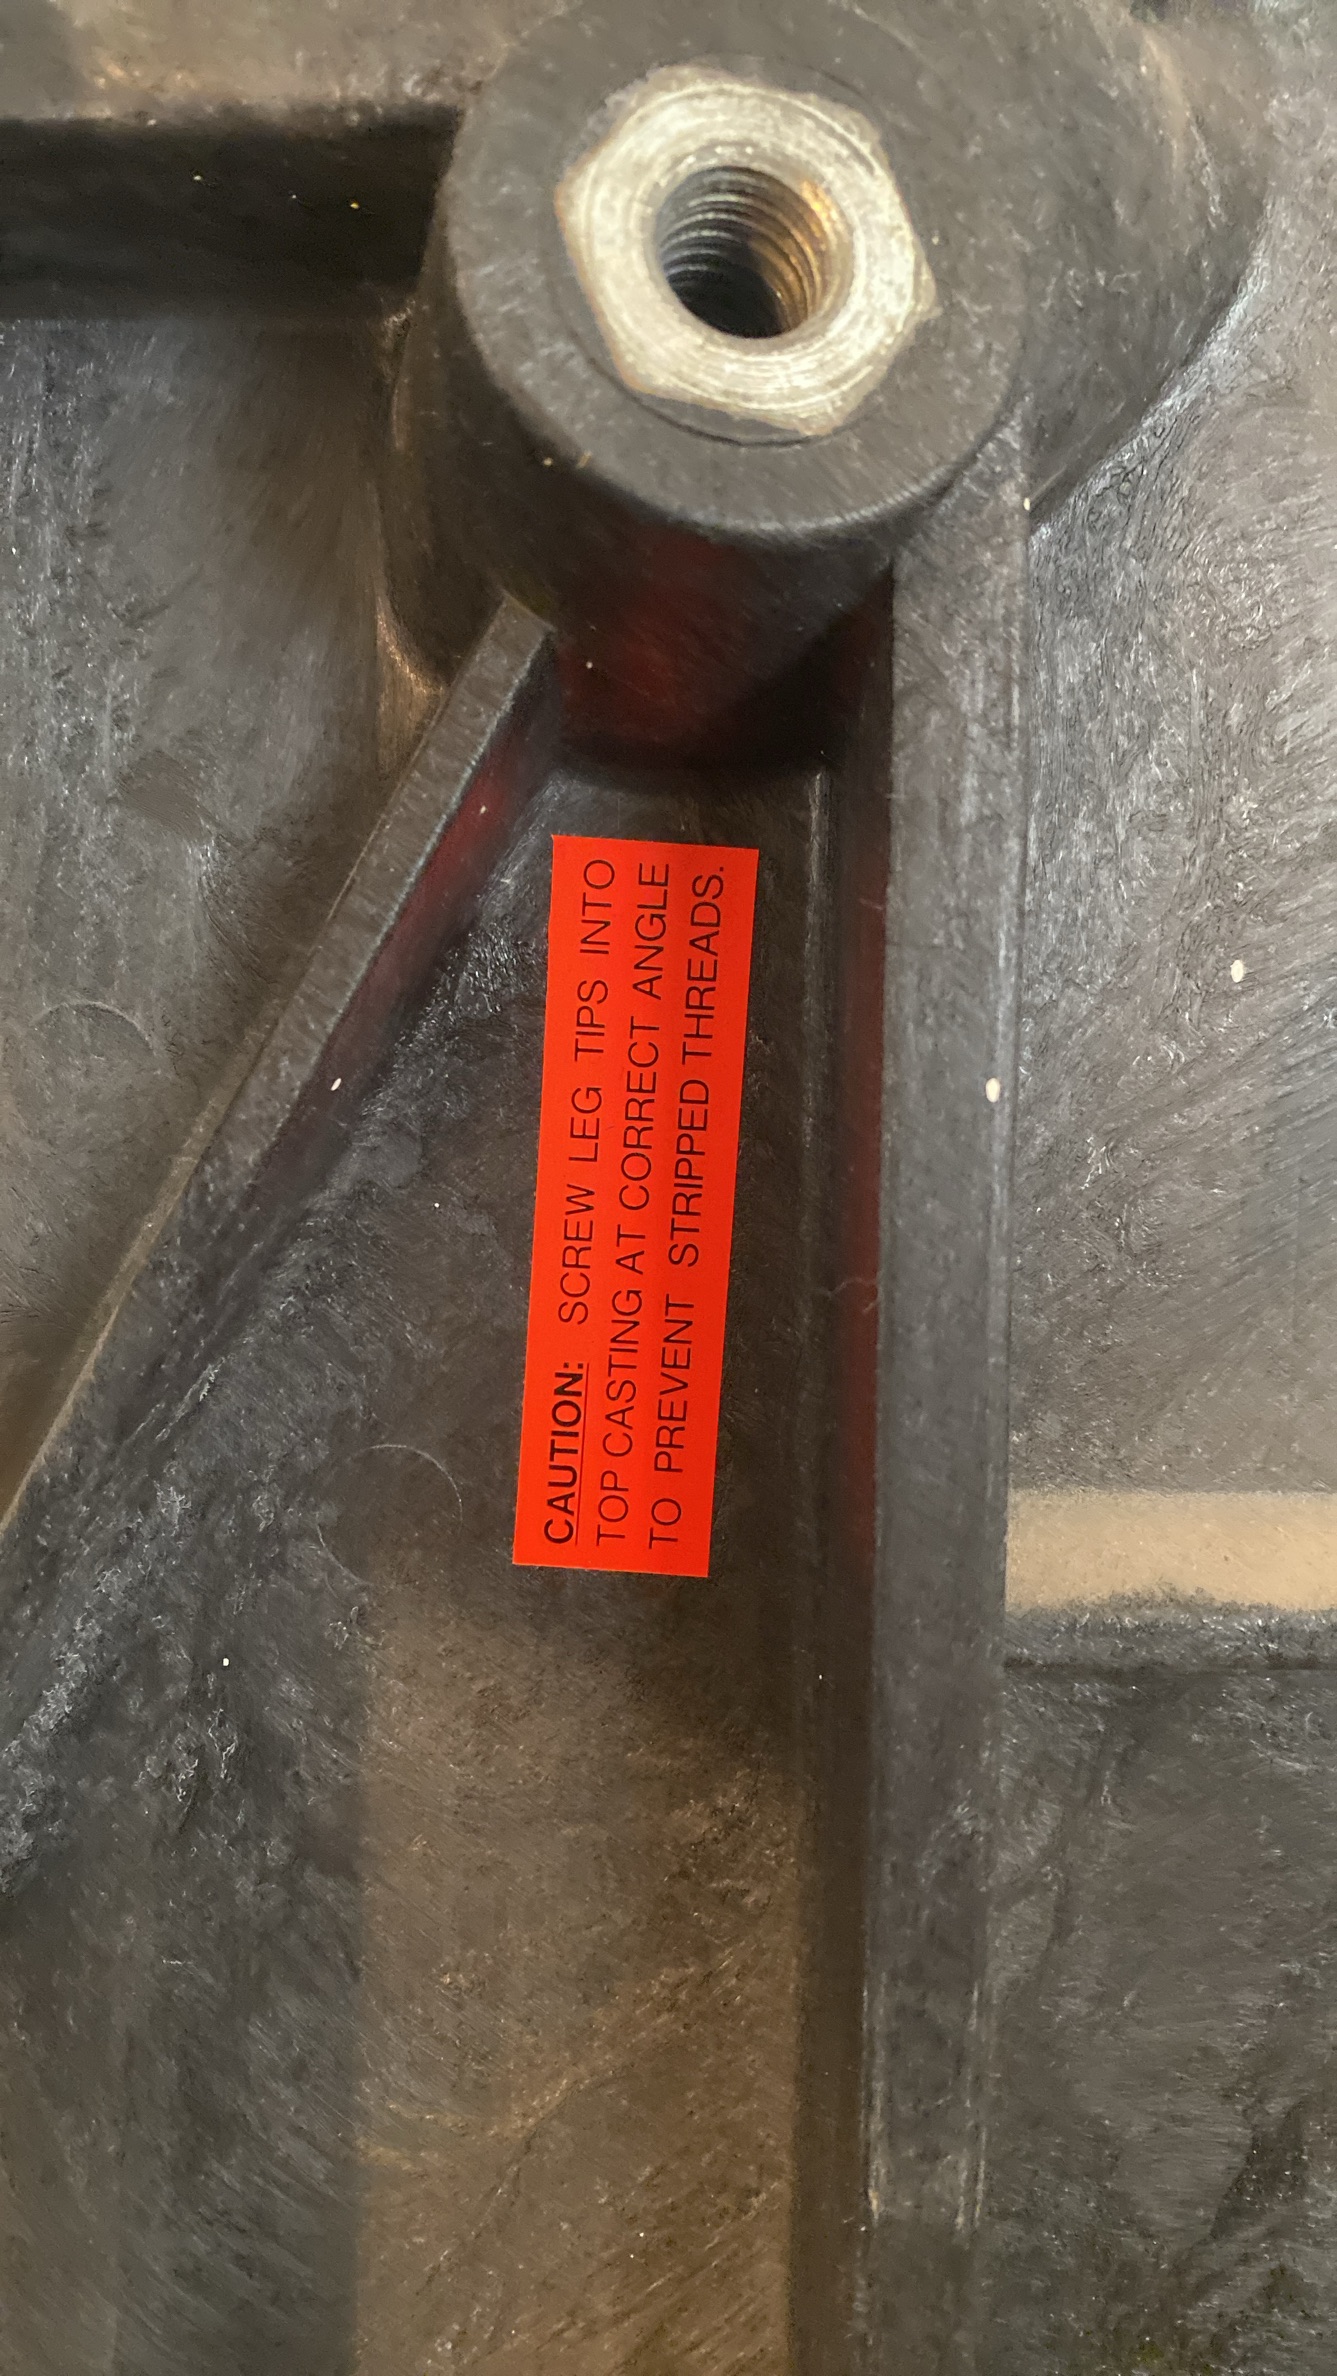 CAUTION: SCREW LEG TIPS INTO
TOP CASTING AT CORRECT ANGLE
TO PREVENT STRIPPED THREADS.